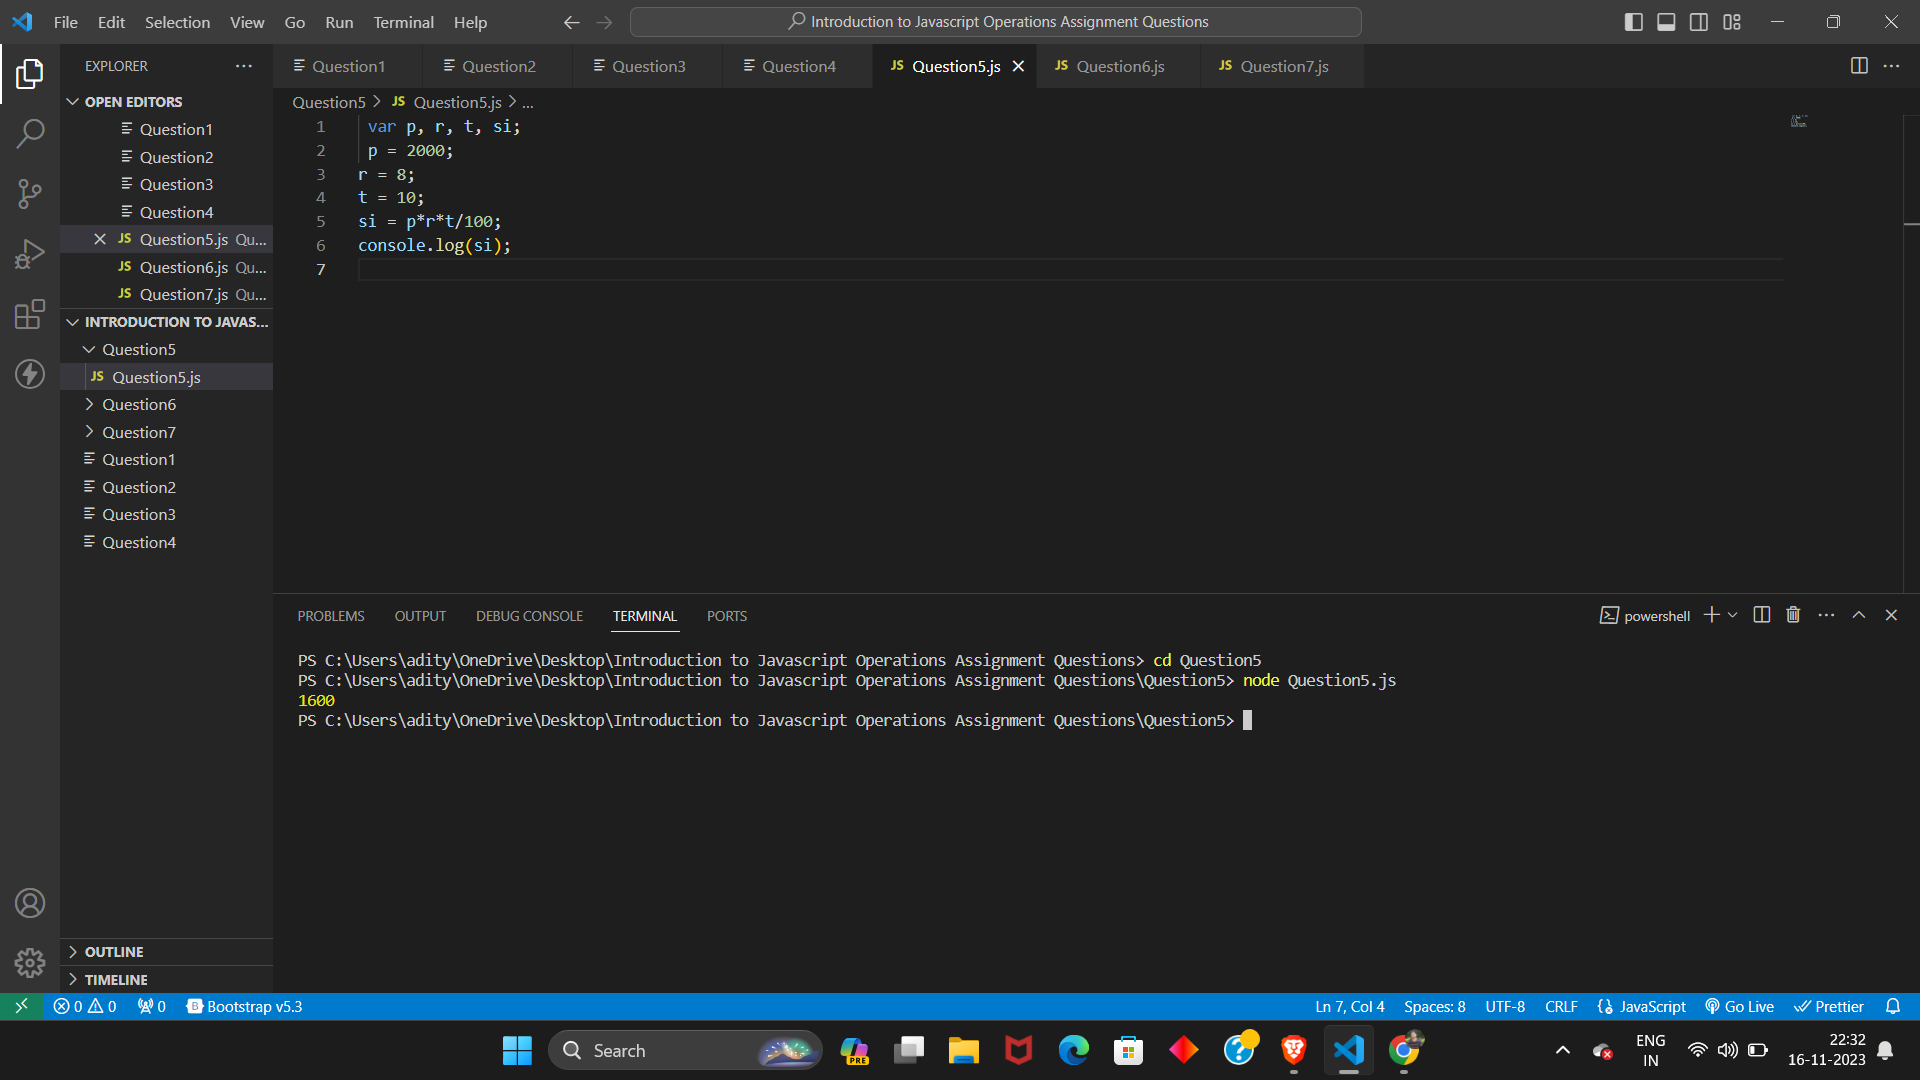 File Edit Selection View Go Run Terminal Help
Introduction to Javascript Operations Assignment Questions
EXPLORER
OPEN EDITORS
Question1
Question2
Question3
Question4
JS Question5.js Qu...
JS Question6.js Qu...
JS Question7.js Qu...
INTRODUCTION TO JAVAS...
Question5
JS Question5.js
Question6
Question7
Question1
Question2
Question3
Question4
OUTLINE
TIMELINE
Question1 Question2 Question3 Question4 JS Question5.js JS Question6.js JS Question7.js
Question5 > JS Question5.js > ...
1 var p, r, t, si;
2 p = 2000;
3 r = 8;
4 t = 10;
5 si = p*r*t/100;
6 console.log(si);
7
PROBLEMS OUTPUT DEBUG CONSOLE TERMINAL PORTS
powershell
PS C:\Users\adity\OneDrive\Desktop\Introduction to Javascript Operations Assignment Questions> cd Question5
PS C:\Users\adity\OneDrive\Desktop\Introduction to Javascript Operations Assignment Questions\Question5> node Question5.js
1600
PS C:\Users\adity\OneDrive\Desktop\Introduction to Javascript Operations Assignment Questions\Question5>
0 0 0 Bootstrap v5.3
Ln 7, Col 4 Spaces: 8 UTF-8 CRLF {} JavaScript Go Live Prettier
Search
PRE
ENG
IN
22:32
16-11-2023